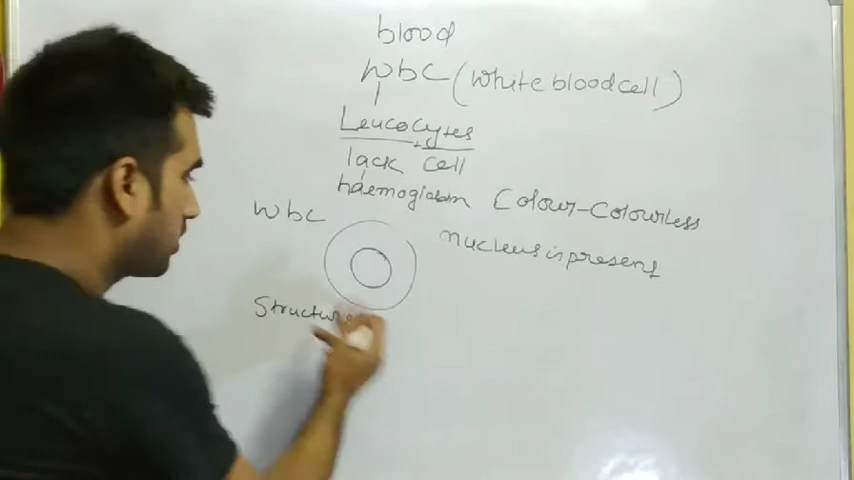 blood
wbc (White blood cell)
Leucocytes
lack cell
haemoglobin Colour-Colourless
wbc
nucleus is present
Structure